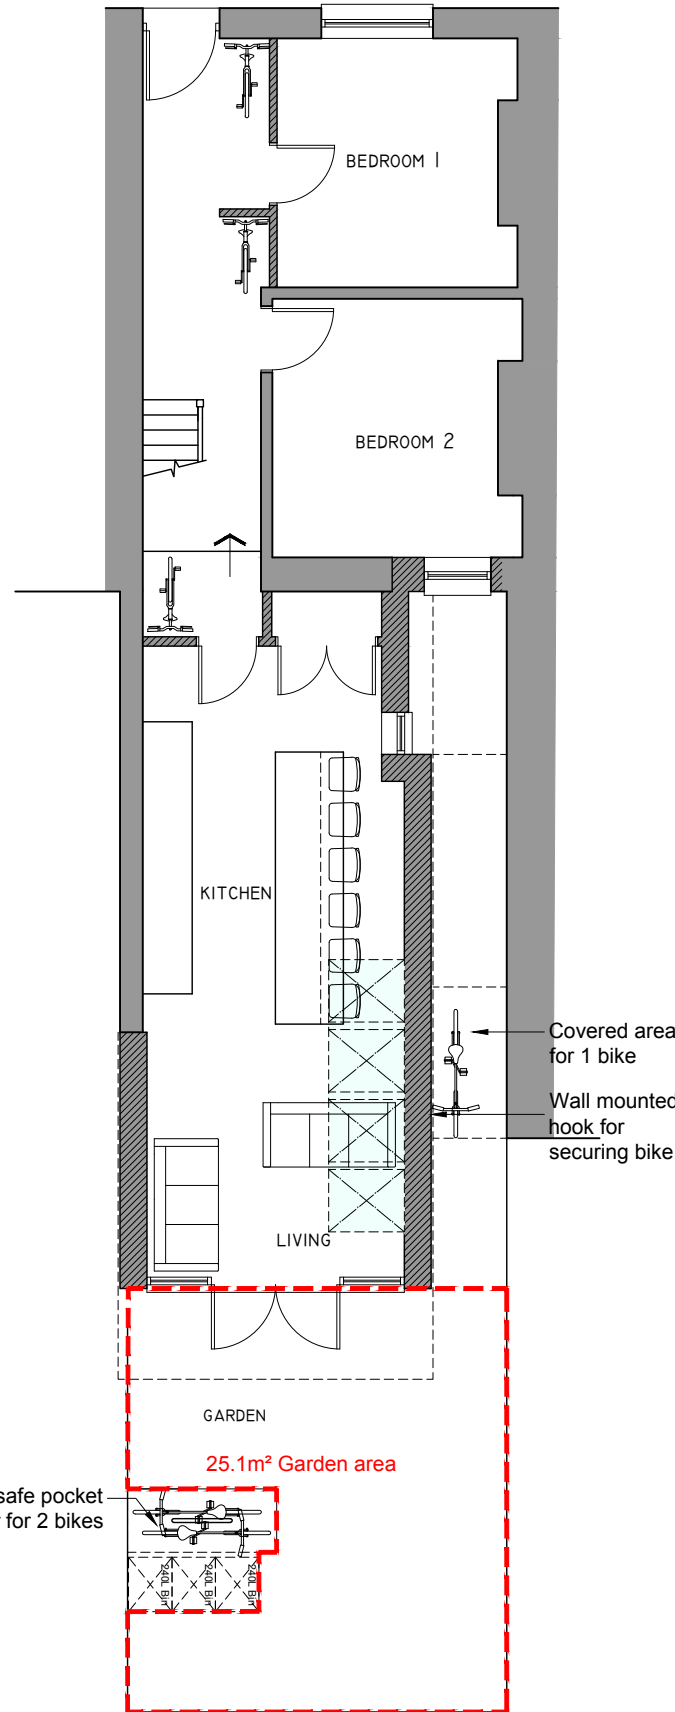 BEDROOM 1
BEDROOM 2
KITCHEN
Covered area
for 1 bike
Wall mounted
hook for
securing bike
LIVING
GARDEN
25.1m² Garden area
safe pocket
for 2 bikes
240L Bin
240L Bin
240L Bin